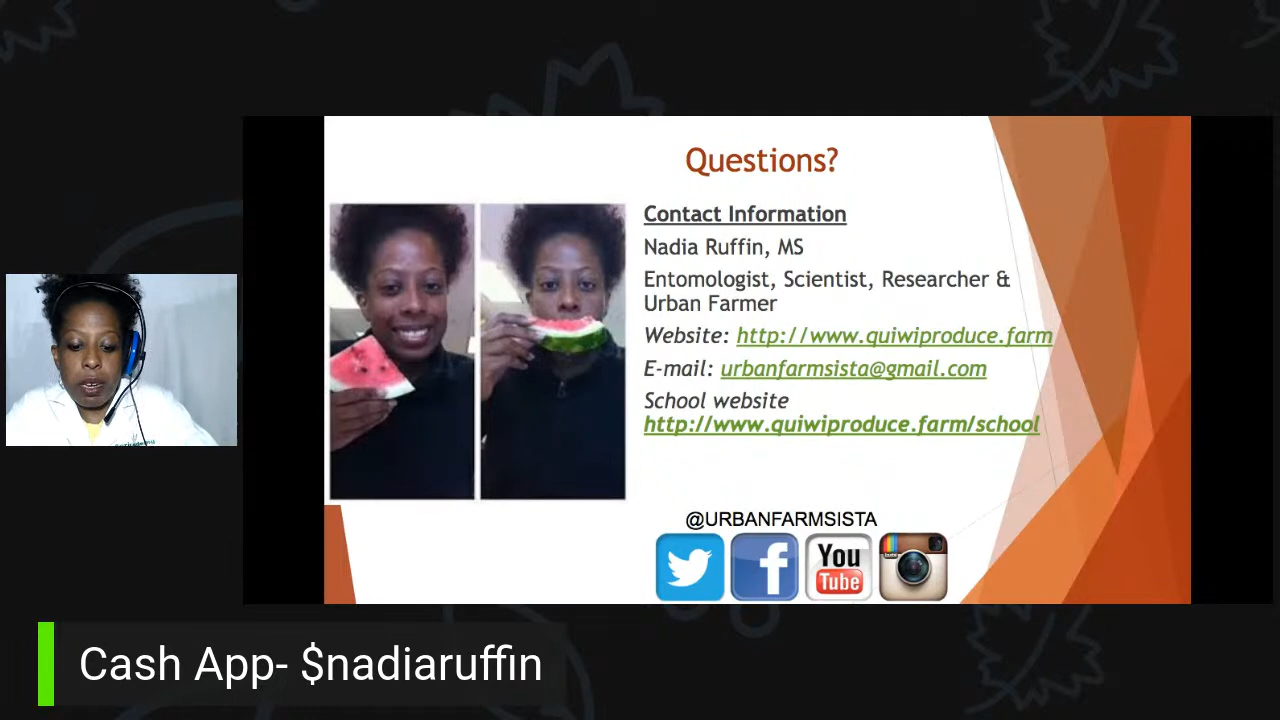 Questions?
Contact Information
Nadia Ruffin, MS
Entomologist, Scientist, Researcher &
Urban Farmer
Website: http://www.quiwiproduce.farm
E-mail: urbanfarmsista@gmail.com
School website
http://www.quiwiproduce.farm/school
@URBANFARMSISTA
You
Tube
Cash App- $nadiaruffin